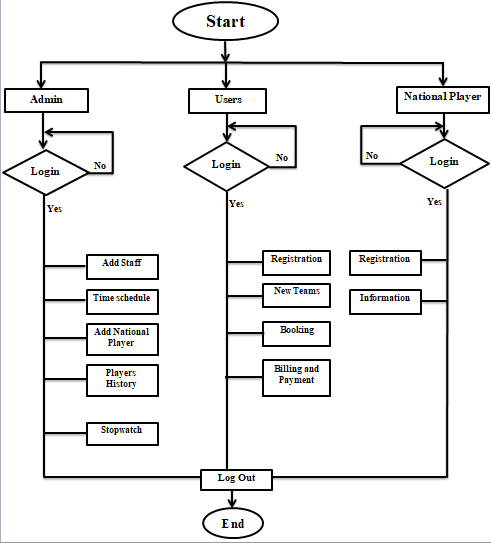 Start
Admin
Users
National Player
Login
No
Login
No
No
Login
Yes
Yes
Yes
Add Staff
Time schedule
Add National
Player
Players
History
Stopwatch
Registration
New Teams
Booking
Billing and
Payment
Registration
Information
Log Out
End